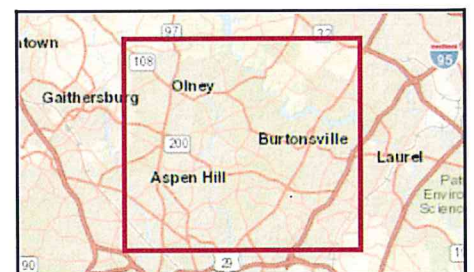 97
32
town
108
95
Gaithersburg
Olney
200
Burtonsville
Laurel
Aspen Hill
Pat
Enviro
Scienc
90
29